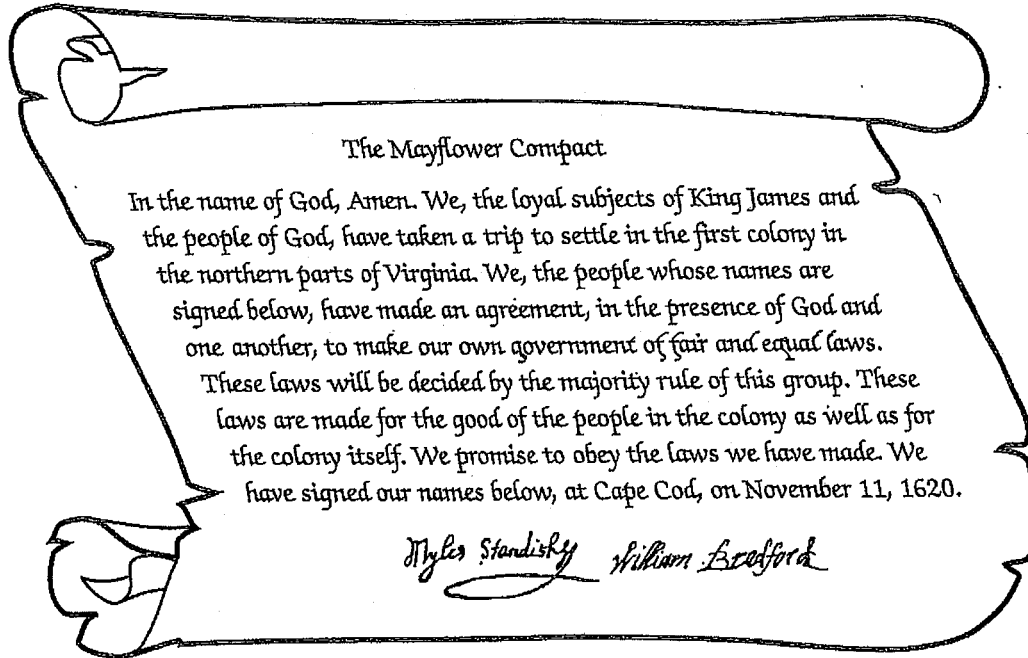 The Mayflower Compact
In the name of God, Amen. We, the loyal subjects of King James and
the people of God, have taken a trip to settle in the first colony in
the northern parts of Virginia. We, the people whose names are
signed below, have made an agreement, in the presence of God and
one another, to make our own government of fair and equal laws.
These laws will be decided by the majority rule of this group. These
laws are made for the good of the people in the colony as well as for
the colony itself. We promise to obey the laws we have made. We
have signed our names below, at Cape Cod, on November 11, 1620.
Myles Standish William Bradford